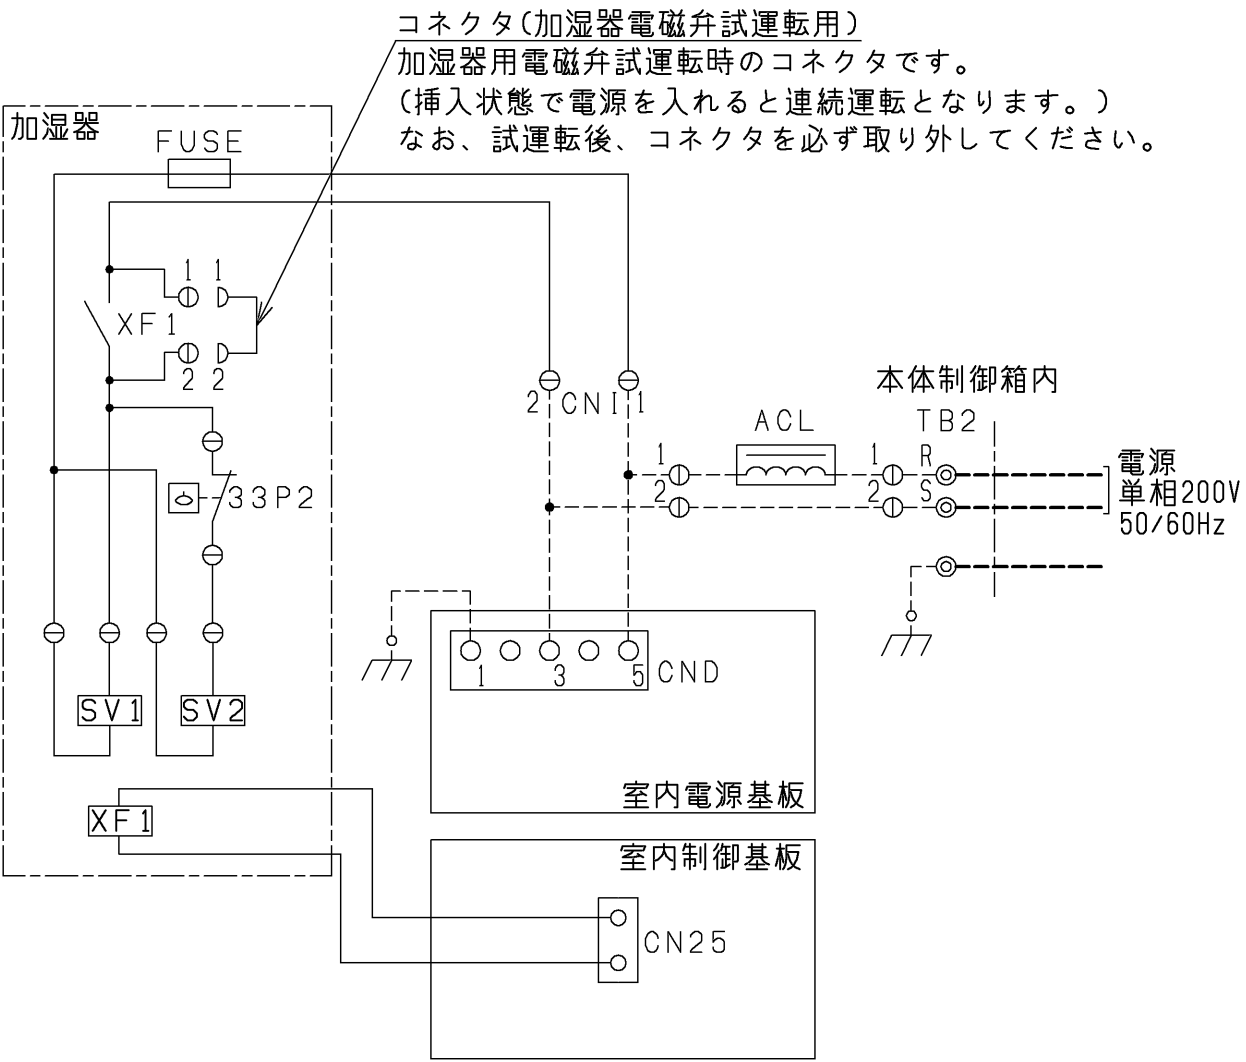 コネクタ(加湿器電磁弁試運転用)
加湿器用電磁弁試運転時のコネクタです。
(挿入状態で電源を入れると連続運転となります。)
なお、試運転後、コネクタを必ず取り外してください。
加湿器
FUSE
1 1
XF1
2 2
2 CNI 1
本体制御箱内
ACL
TB2
1 1 R
電源
2 2 S
単相200V
50/60Hz
33P2
1 3 5 CND
SV1 SV2
室内電源基板
XF1
室内制御基板
CN25